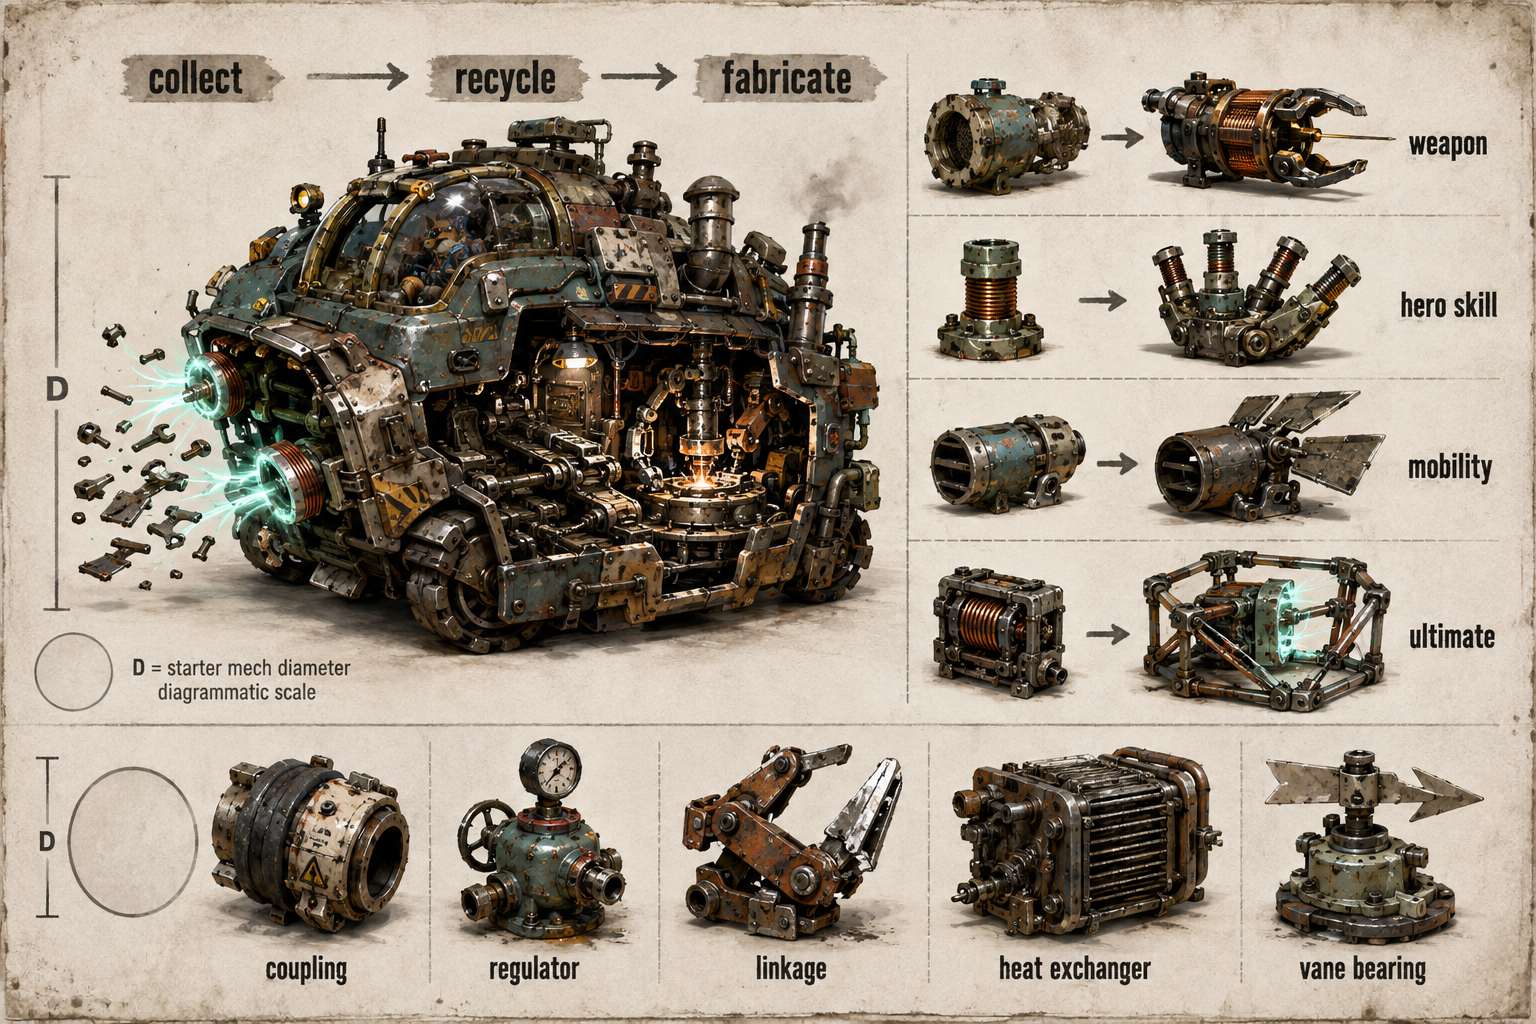 collect
recycle
fabricate
weapon
hero skill
D
mobility
ultimate
D = starter mech diameter
diagrammatic scale
D
coupling
regulator
linkage
heat exchanger
vane bearing